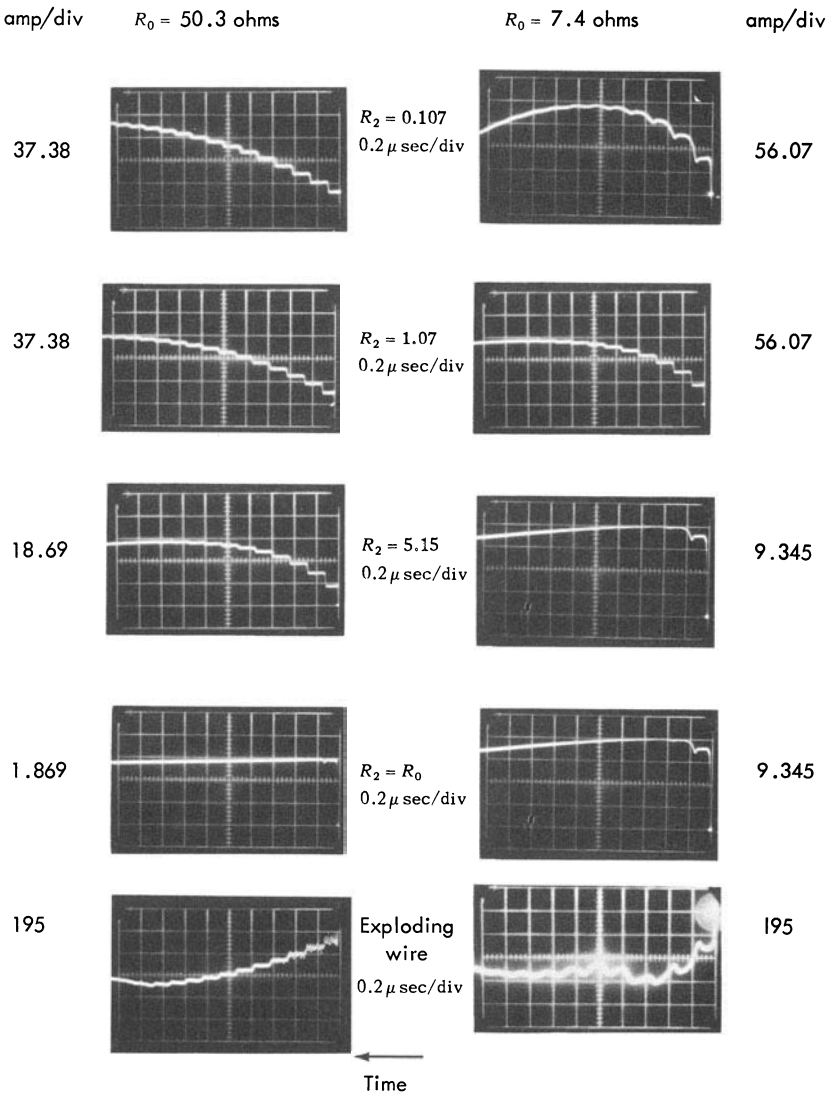 amp/div R₀ = 50.3 ohms R₀ = 7.4 ohms amp/div
37.38 R₂ = 0.107 56.07
0.2 μ sec/div
37.38 R₂ = 1.07 56.07
0.2 μ sec/div
18.69 R₂ = 5.15 9.345
0.2 μ sec/div
1.869 R₂ = R₀ 9.345
0.2 μ sec/div
195 Exploding 195
wire
0.2 μ sec/div
Time